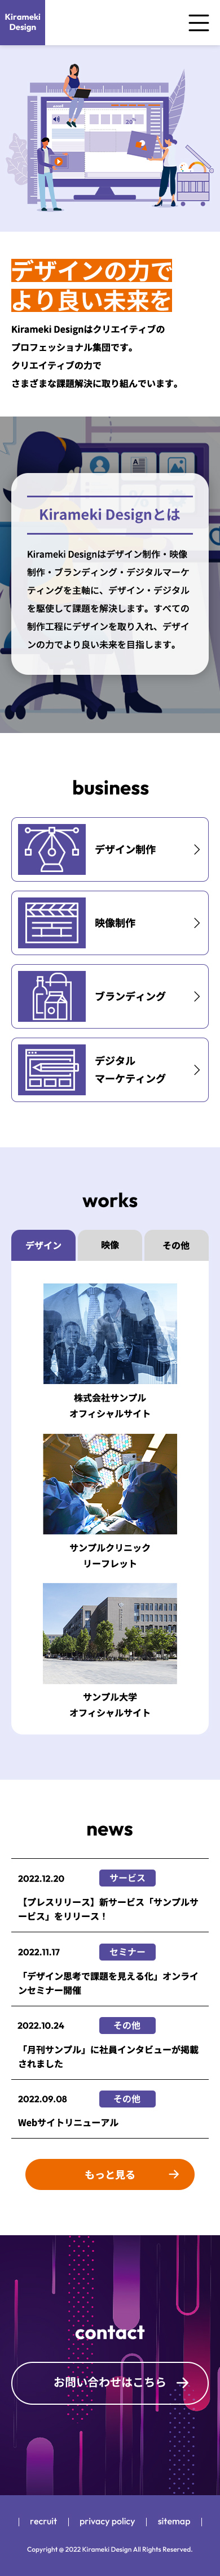 Kirameki
Design
デザインの力で
より良い未来を
Kirameki Designはクリエイティブの
プロフェッショナル集団です。
クリエイティブの力で
さまざまな課題解決に取り組んでいます。
Kirameki Designとは
Kirameki Designはデザイン制作・映像
制作・ブランディング・デジタルマーケ
ティングを主軸に、デザイン・デジタル
を駆使して課題を解決します。すべての
制作工程にデザインを取り入れ、デザイ
ンの力でより良い未来を目指します。
business
デザイン制作
映像制作
ブランディング
デジタル
マーケティング
works
デザイン 映像 その他
株式会社サンプル
オフィシャルサイト
サンプルクリニック
リーフレット
サンプル大学
オフィシャルサイト
news
2022.12.20 サービス
【プレスリリース】新サービス「サンプルサ
ービス」をリリース！
2022.11.17 セミナー
「デザイン思考で課題を見える化」オンライ
ンセミナー開催
2022.10.24 その他
「月刊サンプル」に社員インタビューが掲載
されました
2022.09.08 その他
Webサイトリニューアル
もっと見る
contact
お問い合わせはこちら
| recruit | privacy policy | sitemap |
Copyright @ 2022 Kirameki Design All Rights Reserved.